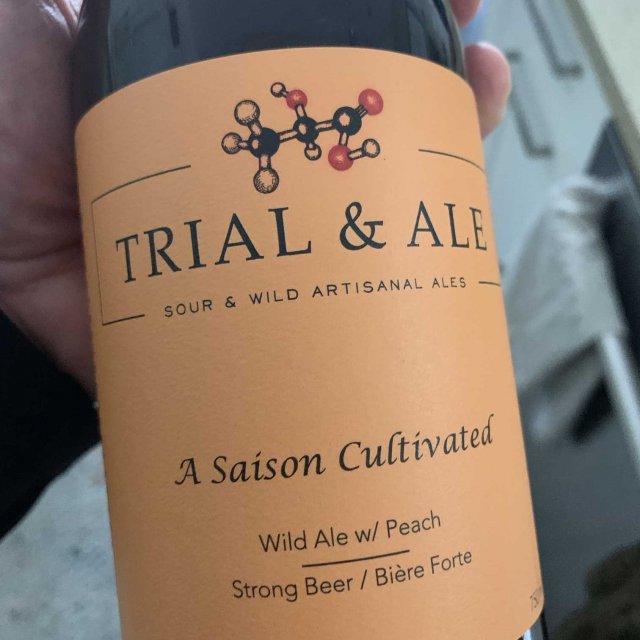 TRIAL & ALE
SOUR & WILD ARTISANAL ALES
A Saison Cultivated
Wild Ale w/ Peach
Strong Beer / Bière Forte